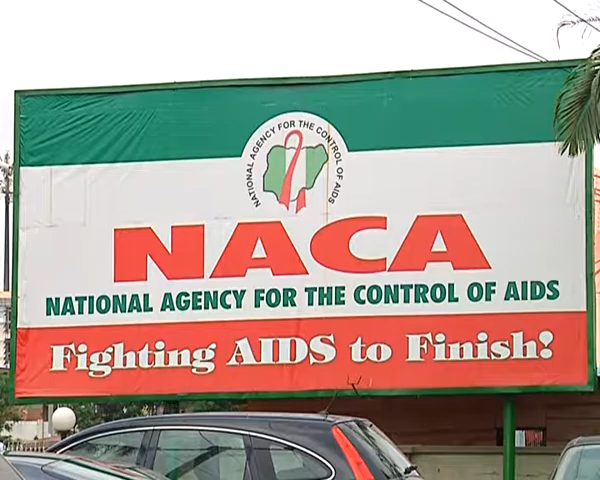 NATIONAL AGENCY FOR THE CONTROL OF AIDS
NACA
NATIONAL AGENCY FOR THE CONTROL OF AIDS
Fighting AIDS to Finish!